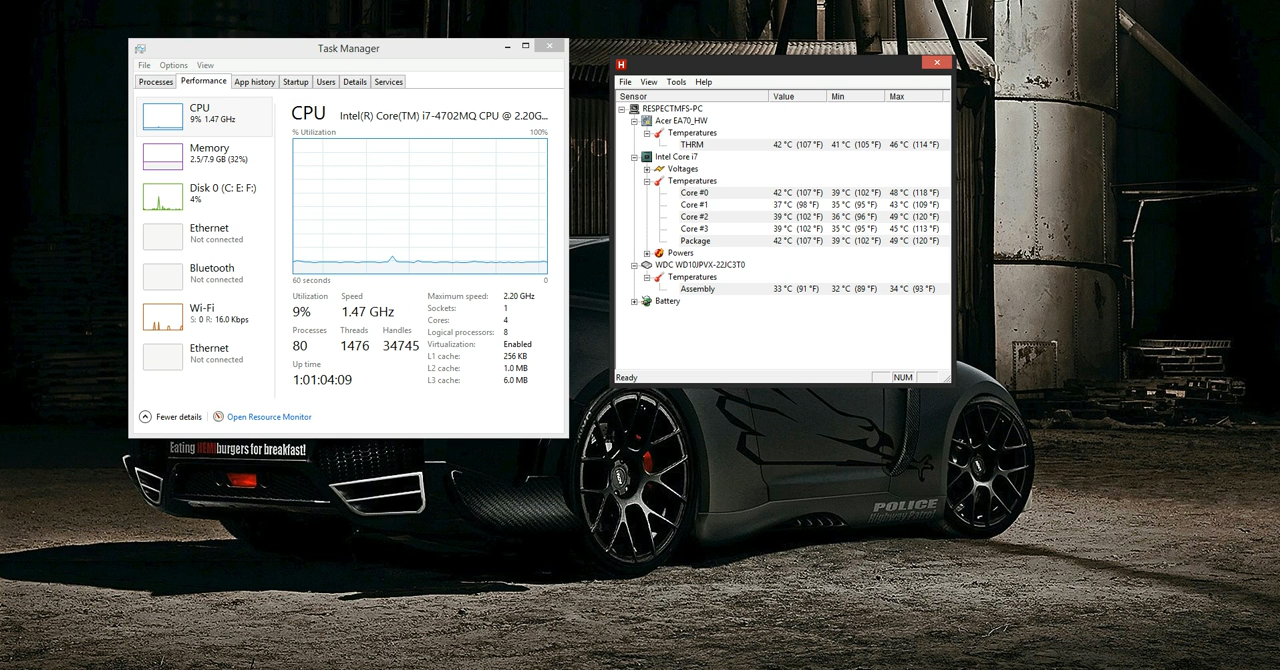 Task Manager
File Options View
Processes Performance App history Startup Users Details Services
CPU
9% 1.47 GHz
Memory
2.5/7.9 GB (32%)
Disk 0 (C: E: F:)
4%
Ethernet
Not connected
Bluetooth
Not connected
Wi-Fi
S: 0 R: 16.0 Kbps
Ethernet
Not connected
CPU Intel(R) Core(TM) i7-4702MQ CPU @ 2.20G...
% Utilization 100%
60 seconds 0
Utilization Speed
9% 1.47 GHz
Processes Threads Handles
80 1476 34745
Up time
1:01:04:09
Maximum speed: 2.20 GHz
Sockets: 1
Cores: 4
Logical processors: 8
Virtualization: Enabled
L1 cache: 256 KB
L2 cache: 1.0 MB
L3 cache: 6.0 MB
Fewer details Open Resource Monitor
H
File View Tools Help
Sensor Value Min Max
RESPECTMFS-PC
Acer EA70_HW
Temperatures
THRM 42 °C (107 °F) 41 °C (105 °F) 46 °C (114 °F)
Intel Core i7
Voltages
Temperatures
Core #0 42 °C (107 °F) 39 °C (102 °F) 48 °C (118 °F)
Core #1 37 °C (98 °F) 35 °C (95 °F) 43 °C (109 °F)
Core #2 39 °C (102 °F) 36 °C (96 °F) 49 °C (120 °F)
Core #3 39 °C (102 °F) 35 °C (95 °F) 45 °C (113 °F)
Package 42 °C (107 °F) 39 °C (102 °F) 49 °C (120 °F)
Powers
WDC WD10JPVX-22JC3T0
Temperatures
Assembly 33 °C (91 °F) 32 °C (89 °F) 34 °C (93 °F)
Battery
Ready NUM
Eating HEMI burgers for breakfast!
POLICE
Highway Patrol